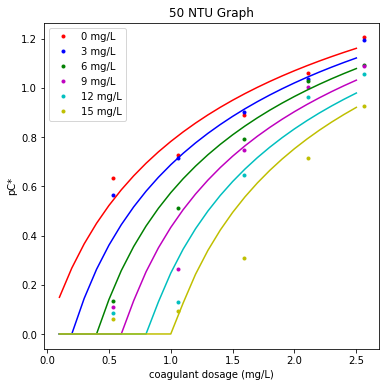 50 NTU Graph
0 mg/L
3 mg/L
6 mg/L
9 mg/L
12 mg/L
15 mg/L
1.2
1.0
0.8
0.6
0.4
0.2
0.0
pC*
0.0 0.5 1.0 1.5 2.0 2.5
coagulant dosage (mg/L)